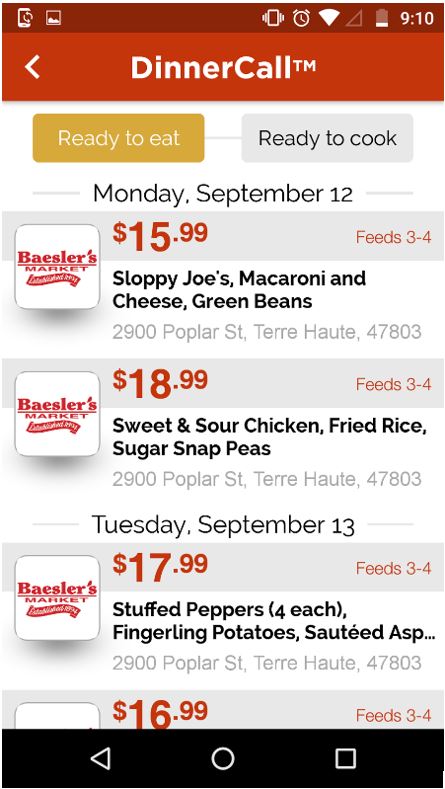 9:10
DinnerCall™
Ready to eat
Ready to cook
Monday, September 12
$15.99
Feeds 3-4
Baesler's
MARKET
Established 1894
Sloppy Joe's, Macaroni and
Cheese, Green Beans
2900 Poplar St, Terre Haute, 47803
$18.99
Feeds 3-4
Baesler's
MARKET
Established 1894
Sweet & Sour Chicken, Fried Rice,
Sugar Snap Peas
2900 Poplar St, Terre Haute, 47803
Tuesday, September 13
$17.99
Feeds 3-4
Baesler's
MARKET
Established 1894
Stuffed Peppers (4 each),
Fingerling Potatoes, Sautéed Asp...
2900 Poplar St, Terre Haute, 47803
$16.99
Feeds 3-4